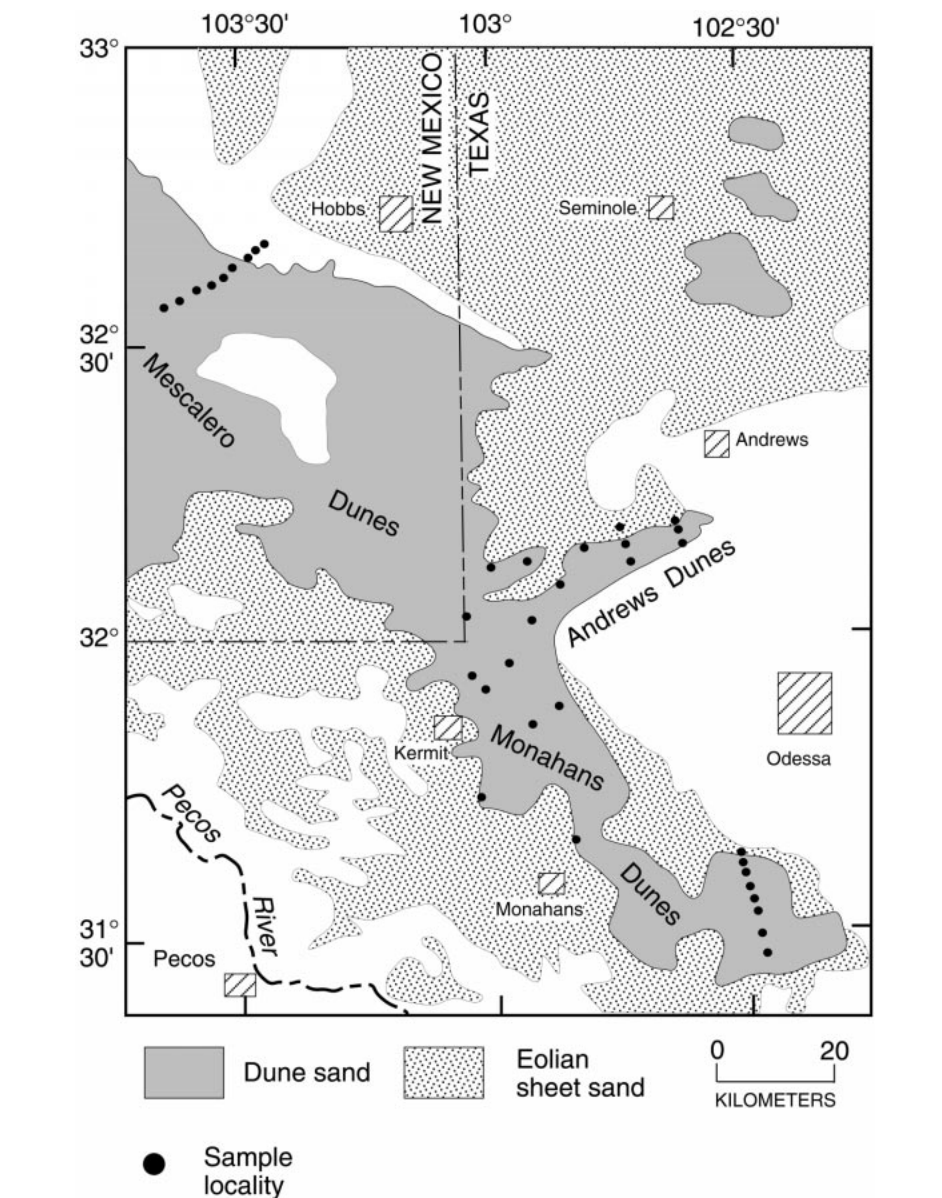 103°30'
103°
102°30'
33°
NEW MEXICO
TEXAS
Hobbs
Seminole
32°
30'
Mescalero
Andrews
Dunes
Andrews Dunes
32°
Kermit
Monahans
Odessa
Pecos
River
Dunes
Monahans
31°
30'
Pecos
Dune sand
Eolian
sheet sand
0 20
KILOMETERS
Sample
locality